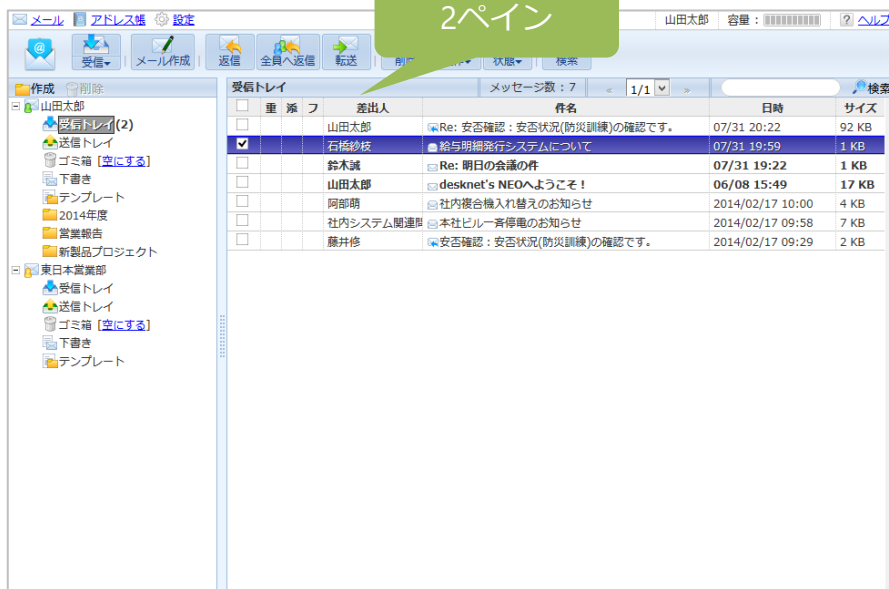 2ペイン
メール アドレス帳 設定 山田太郎 容量： ? ヘルプ
受信 メール作成 返信 全員へ返信 転送 状態 検索
作成 削除 受信トレイ メッセージ数：7 « 1/1 » 検索
重 添 フ 差出人 件名 日時 サイズ
山田太郎
受信トレイ(2)
送信トレイ
ゴミ箱 [空にする]
下書き
テンプレート
2014年度
営業報告
新製品プロジェクト
東日本営業部
受信トレイ
送信トレイ
ゴミ箱 [空にする]
下書き
テンプレート
山田太郎 Re: 安否確認：安否状況(防災訓練)の確認です。 07/31 20:22 92 KB
石橋紗枝 給与明細発行システムについて 07/31 19:59 1 KB
鈴木誠 Re: 明日の会議の件 07/31 19:22 1 KB
山田太郎 desknet's NEOへようこそ！ 06/08 15:49 17 KB
阿部萌 社内複合機入れ替えのお知らせ 2014/02/17 10:00 4 KB
社内システム関連 本社ビル一斉停電のお知らせ 2014/02/17 09:58 7 KB
藤井修 安否確認：安否状況(防災訓練)の確認です。 2014/02/17 09:29 2 KB